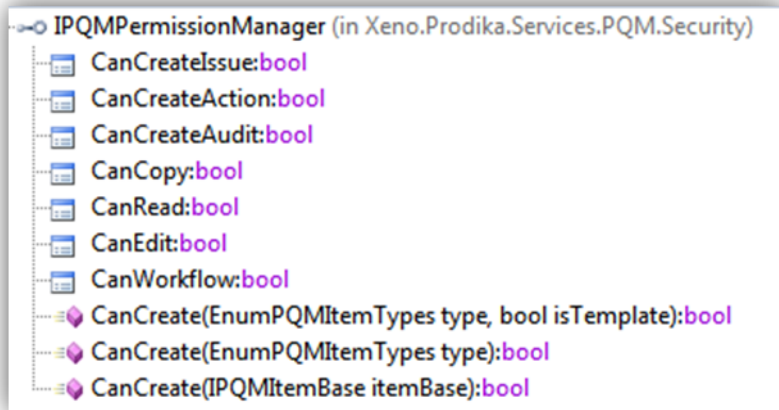 IPQMPermissionManager (in Xeno.Prodika.Services.PQM.Security)
CanCreateIssue:bool
CanCreateAction:bool
CanCreateAudit:bool
CanCopy:bool
CanRead:bool
CanEdit:bool
CanWorkflow:bool
CanCreate(EnumPQMItemTypes type, bool isTemplate):bool
CanCreate(EnumPQMItemTypes type):bool
CanCreate(IPQMItemBase itemBase):bool